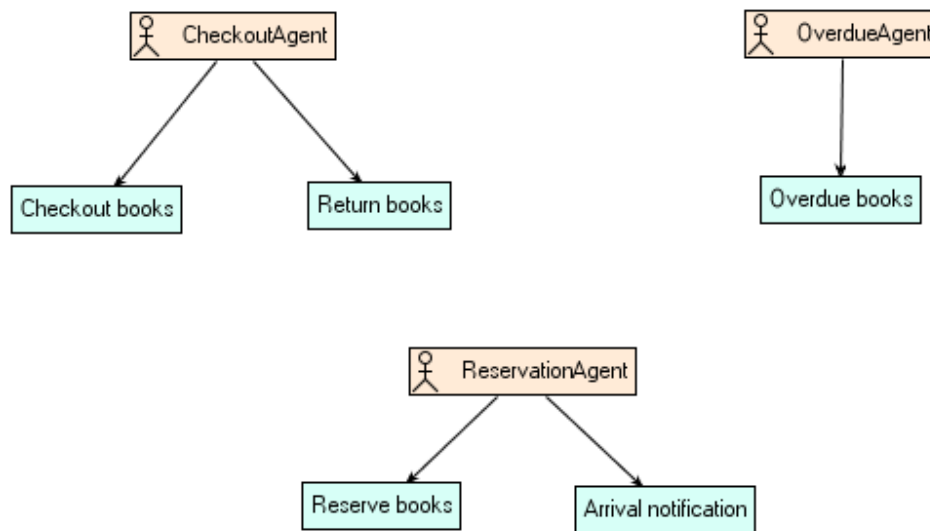 CheckoutAgent
OverdueAgent
Checkout books
Return books
Overdue books
ReservationAgent
Reserve books
Arrival notification